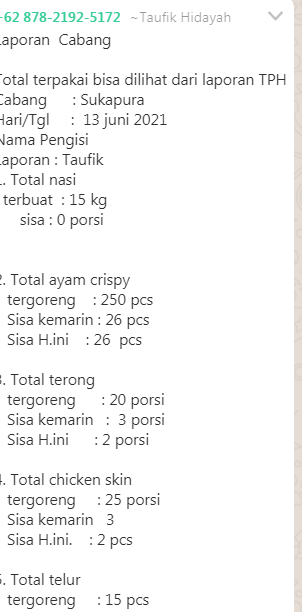 +62 878-2192-5172 ~Taufik Hidayah
Laporan Cabang
Total terpakai bisa dilihat dari laporan TPH
Cabang : Sukapura
Hari/Tgl : 13 juni 2021
Nama Pengisi
Laporan : Taufik
1. Total nasi
terbuat : 15 kg
sisa : 0 porsi
2. Total ayam crispy
tergoreng : 250 pcs
Sisa kemarin : 26 pcs
Sisa H.ini : 26 pcs
3. Total terong
tergoreng : 20 porsi
Sisa kemarin : 3 porsi
Sisa H.ini : 2 porsi
4. Total chicken skin
tergoreng : 25 porsi
Sisa kemarin 3
Sisa H.ini. : 2 pcs
5. Total telur
tergoreng : 15 pcs